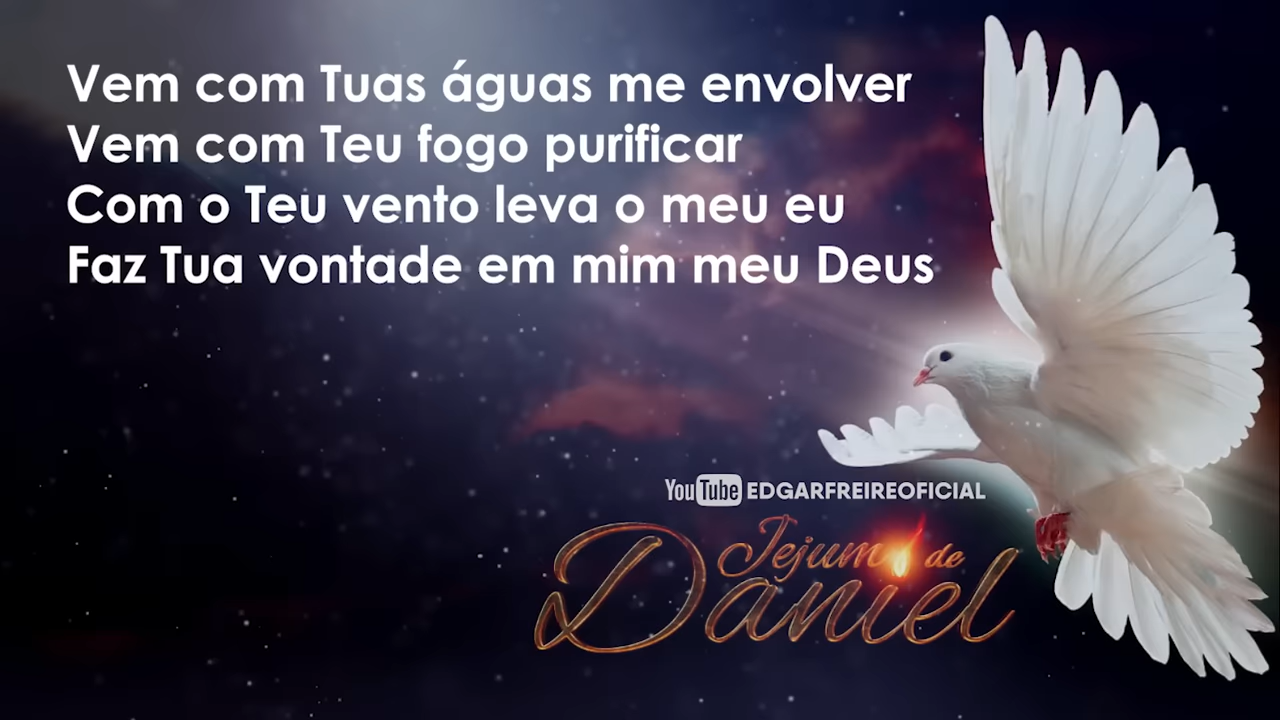 Vem com Tuas águas me envolver
Vem com Teu fogo purificar
Com o Teu vento leva o meu eu
Faz Tua vontade em mim meu Deus
YouTube EDGARFREIREOFICIAL
Jejum de
Daniel